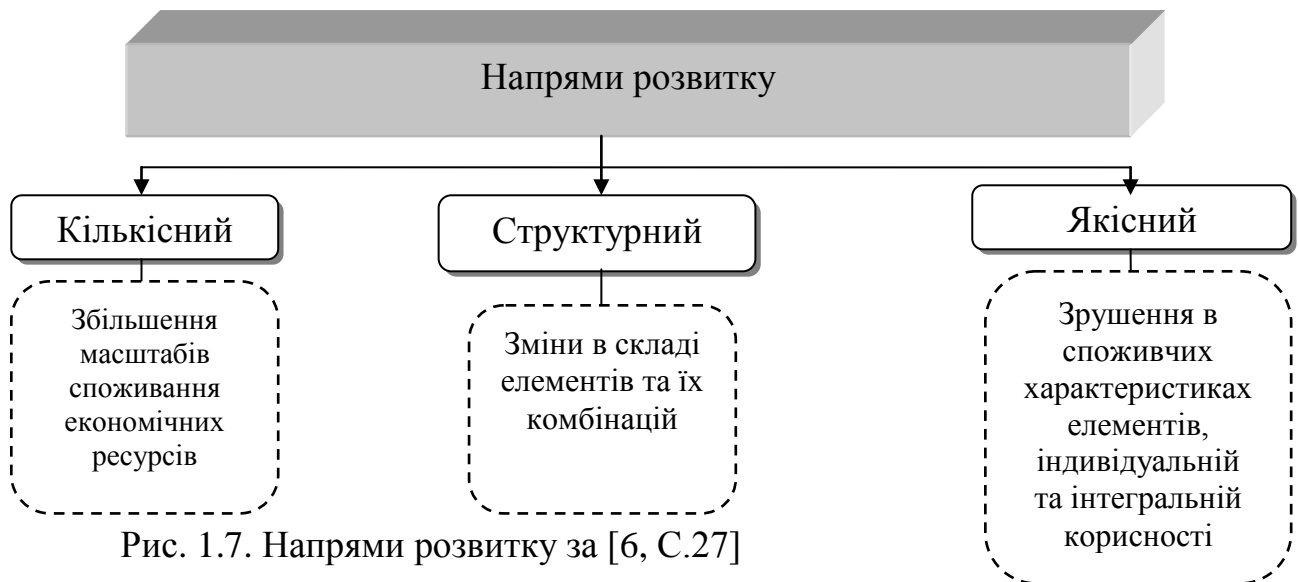 Напрями розвитку
Кількісний
Структурний
Якісний
Збільшення
масштабів
споживання
економічних
ресурсів
Зміни в складі
елементів та їх
комбінацій
Зрушення в
споживчих
характеристиках
елементів,
індивідуальній
та інтегральній
корисності
Рис. 1.7. Напрями розвитку за [6, С.27]